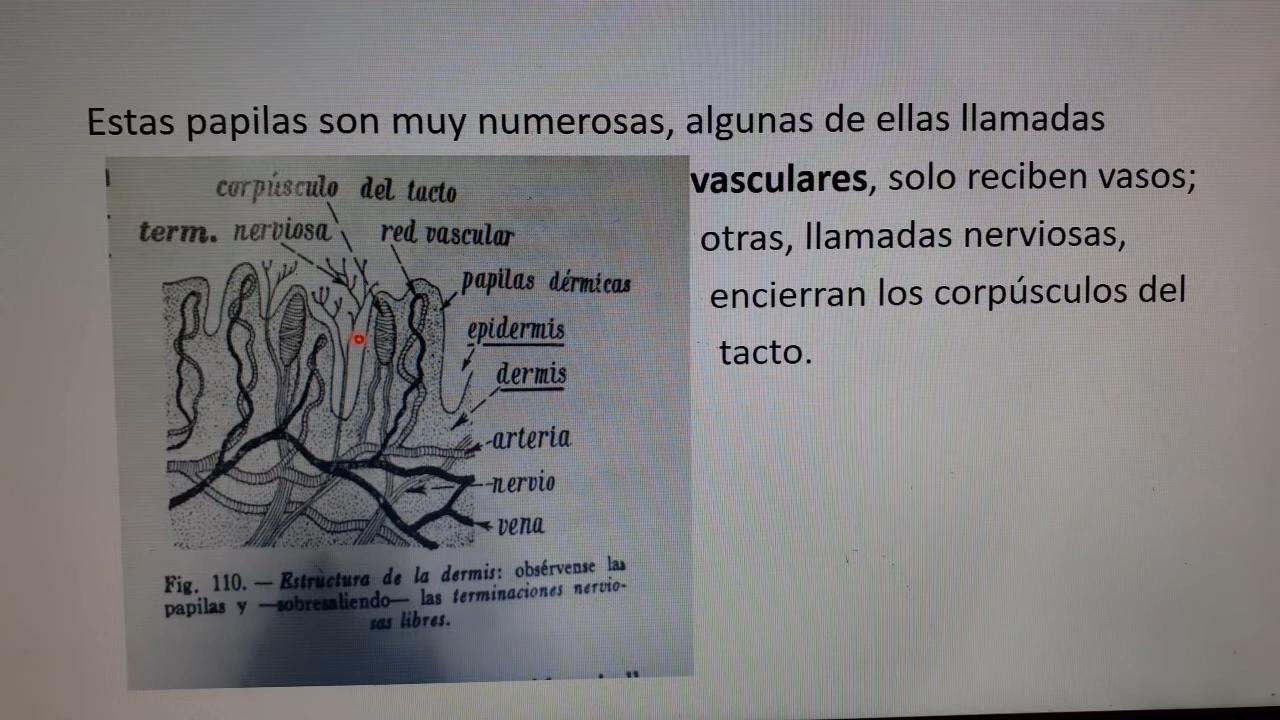 Estas papilas son muy numerosas, algunas de ellas llamadas
vasculares, solo reciben vasos;
otras, llamadas nerviosas,
encierran los corpúsculos del
tacto.
corpúsculo del tacto
term. nerviosa
red vascular
papilas dérmicas
epidermis
dermis
arteria
nervio
vena
Fig. 110. — Estructura de la dermis: obsérvense las
papilas y —sobresaliendo— las terminaciones nervio-
sas libres.